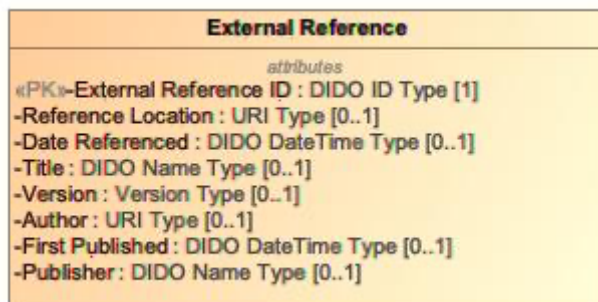 External Reference
attributes
«PK»-External Reference ID : DIDO ID Type [1]
-Reference Location : URI Type [0..1]
-Date Referenced : DIDO DateTime Type [0..1]
-Title : DIDO Name Type [0..1]
-Version : Version Type [0..1]
-Author : URI Type [0..1]
-First Published : DIDO DateTime Type [0..1]
-Publisher : DIDO Name Type [0..1]